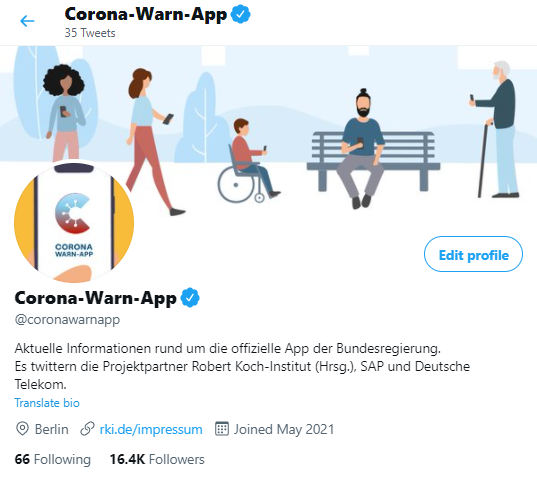 Corona-Warn-App
35 Tweets
CORONA
WARN-APP
Edit profile
Corona-Warn-App
@coronawarnapp
Aktuelle Informationen rund um die offizielle App der Bundesregierung.
Es twittern die Projektpartner Robert Koch-Institut (Hrsg.), SAP und Deutsche
Telekom.
Translate bio
Berlin rki.de/impressum Joined May 2021
66 Following 16.4K Followers